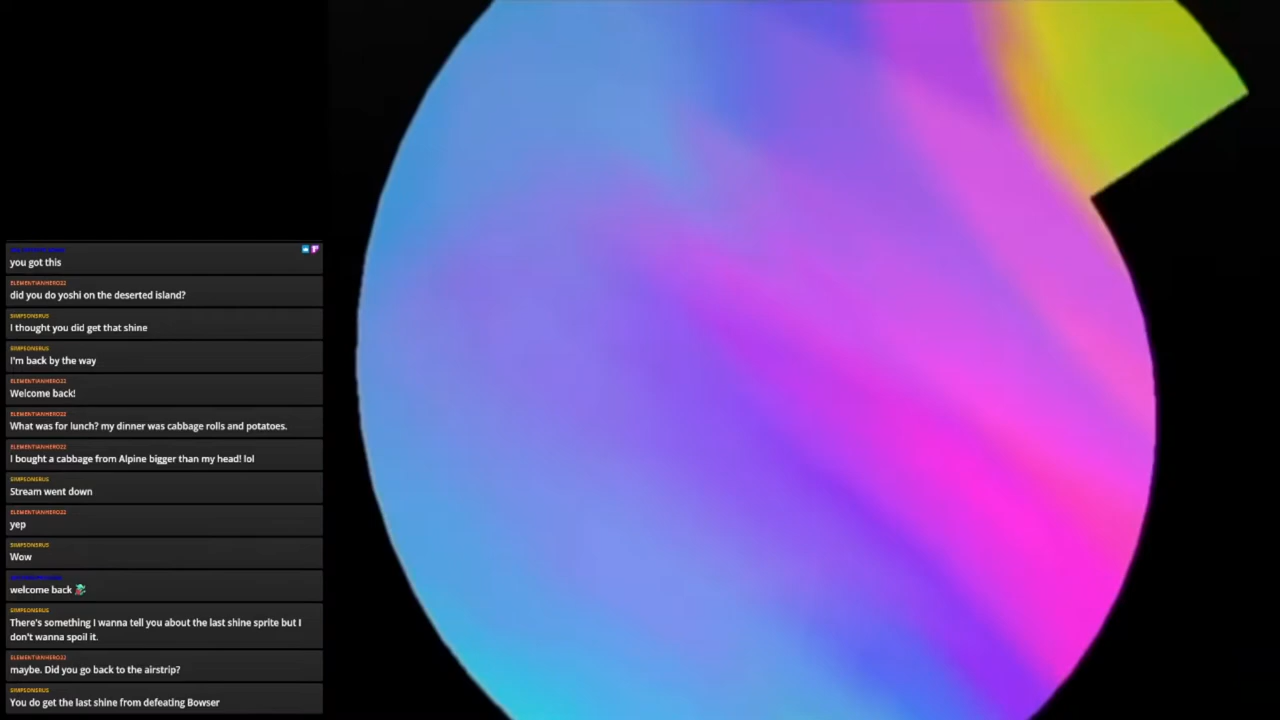 you got this
ELEMENTIANHERO22
did you do yoshi on the deserted island?
SIMPSONSRUS
I thought you did get that shine
SIMPSONSRUS
I'm back by the way
ELEMENTIANHERO22
Welcome back!
ELEMENTIANHERO22
What was for lunch? my dinner was cabbage rolls and potatoes.
ELEMENTIANHERO22
I bought a cabbage from Alpine bigger than my head! lol
SIMPSONSRUS
Stream went down
ELEMENTIANHERO22
yep
SIMPSONSRUS
Wow
welcome back
SIMPSONSRUS
There's something I wanna tell you about the last shine sprite but I
don't wanna spoil it.
ELEMENTIANHERO22
maybe. Did you go back to the airstrip?
SIMPSONSRUS
You do get the last shine from defeating Bowser